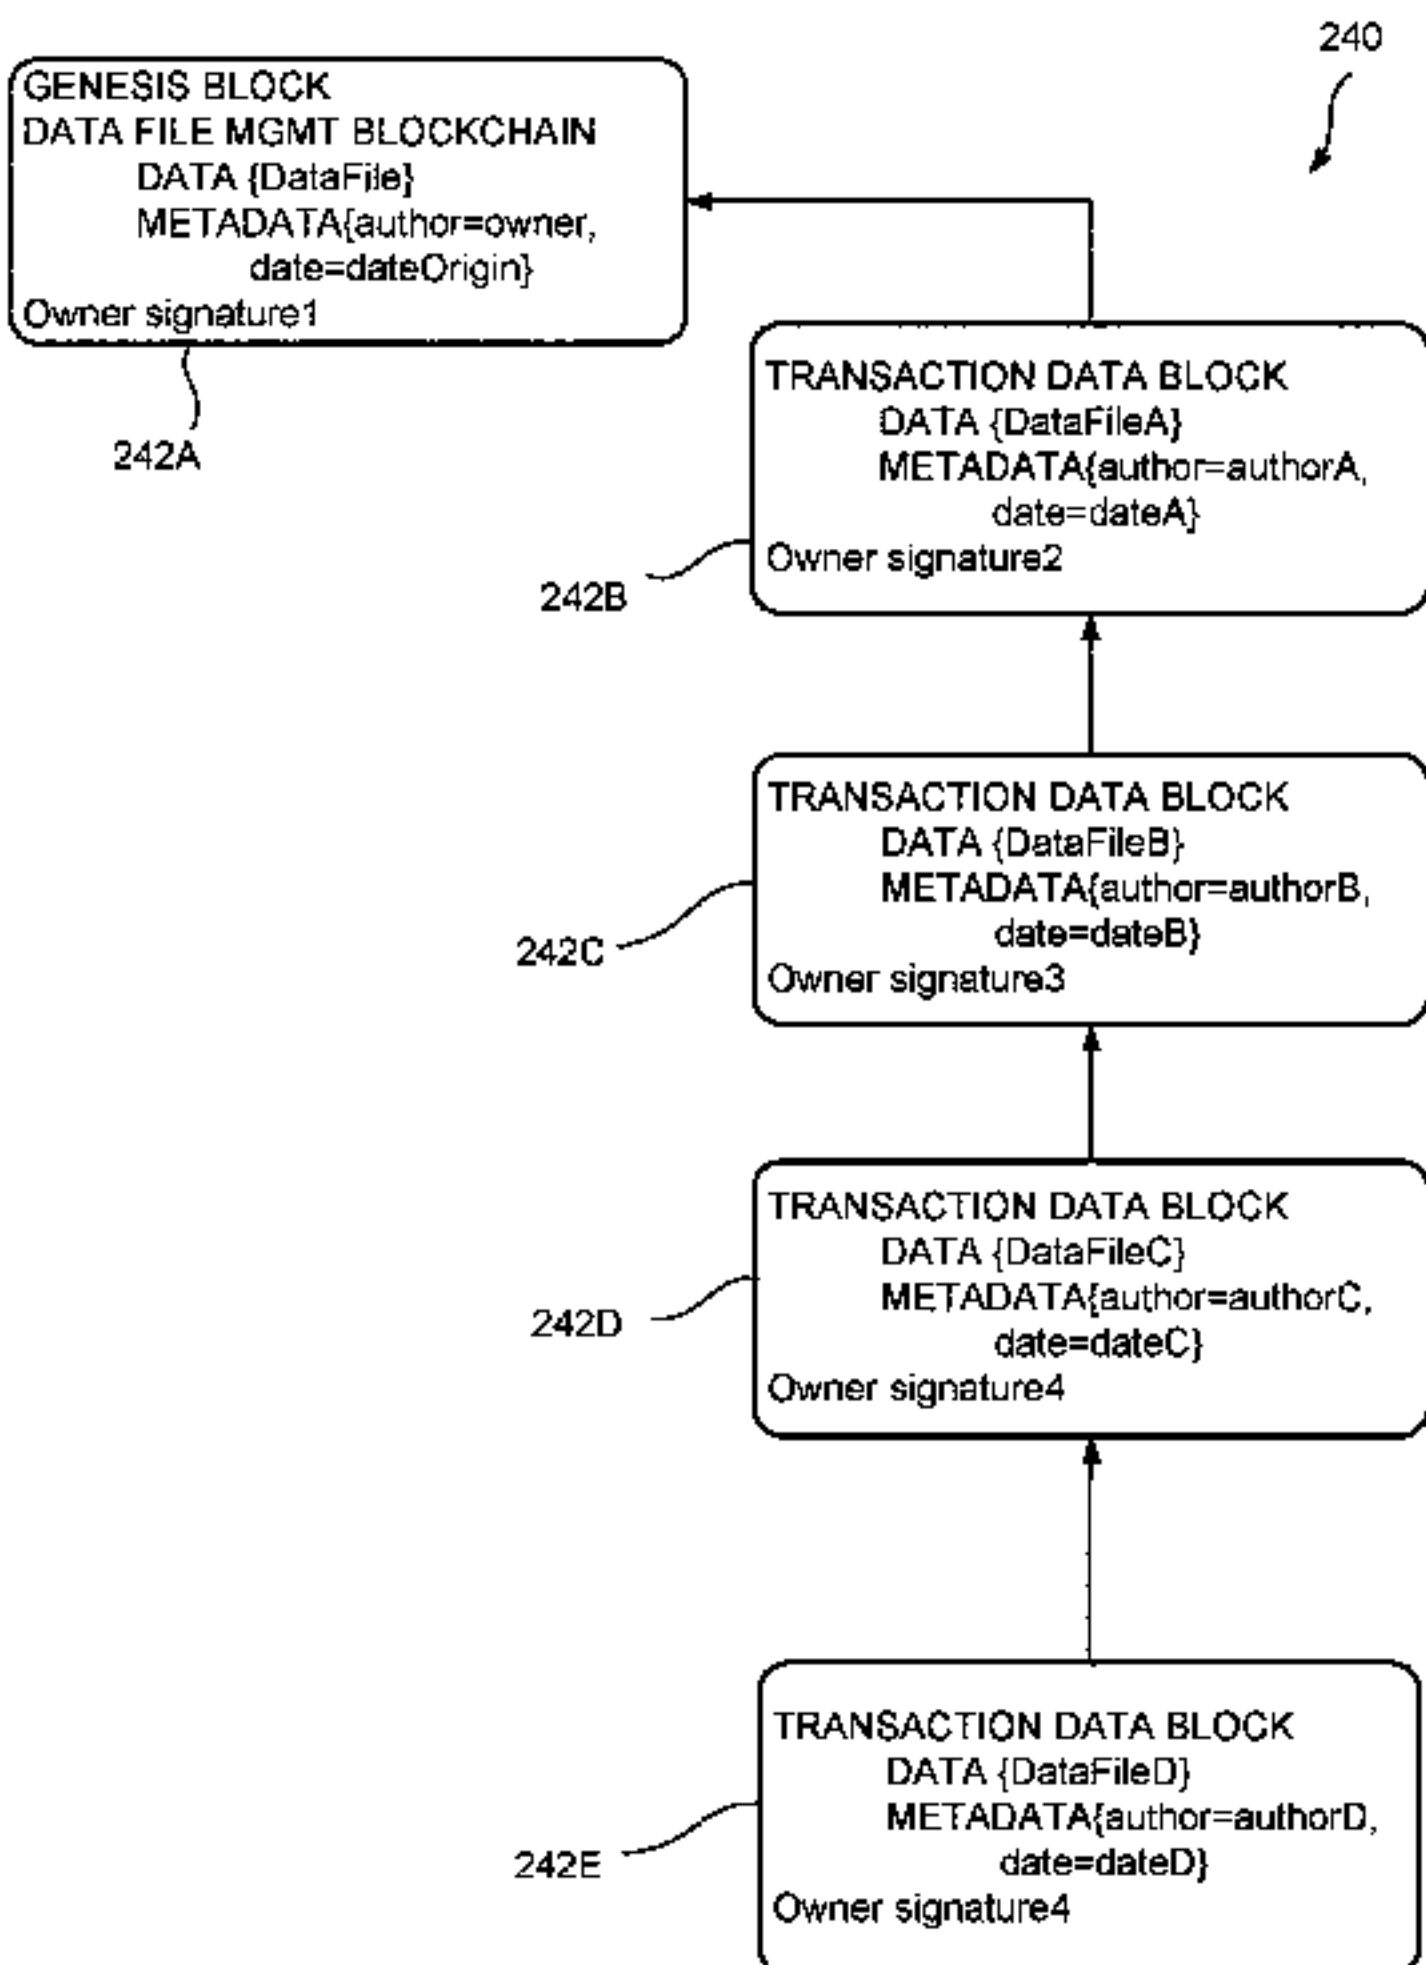 240
GENESIS BLOCK
DATA FILE MGMT BLOCKCHAIN
DATA {DataFile}
METADATA{author=owner,
date=dateOrigin}
Owner signature1
242A
TRANSACTION DATA BLOCK
DATA {DataFileA}
METADATA{author=authorA,
date=dateA}
Owner signature2
242B
TRANSACTION DATA BLOCK
DATA {DataFileB}
METADATA{author=authorB,
date=dateB}
Owner signature3
242C
TRANSACTION DATA BLOCK
DATA {DataFileC}
METADATA{author=authorC,
date=dateC}
Owner signature4
242D
TRANSACTION DATA BLOCK
DATA {DataFileD}
METADATA{author=authorD,
date=dateD}
Owner signature4
242E